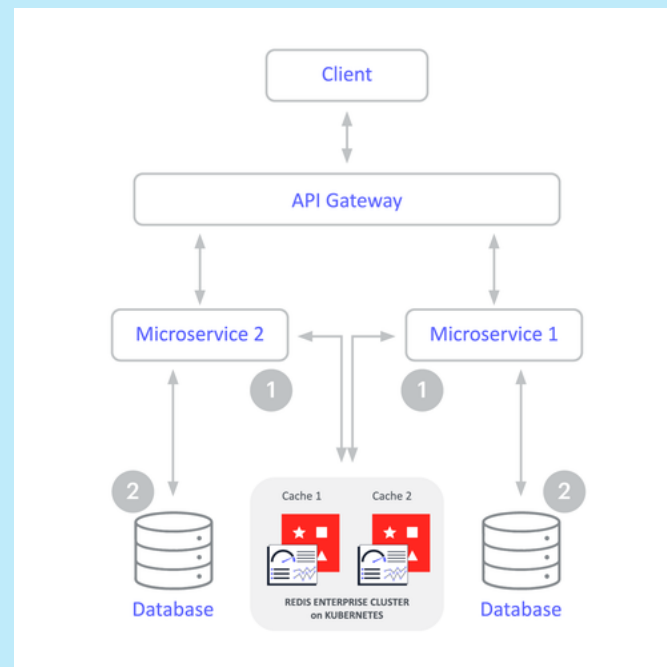 Client
API Gateway
Microservice 2
Microservice 1
1
1
2
2
Cache 1
Cache 2
REDIS ENTERPRISE CLUSTER
on KUBERNETES
Database
Database